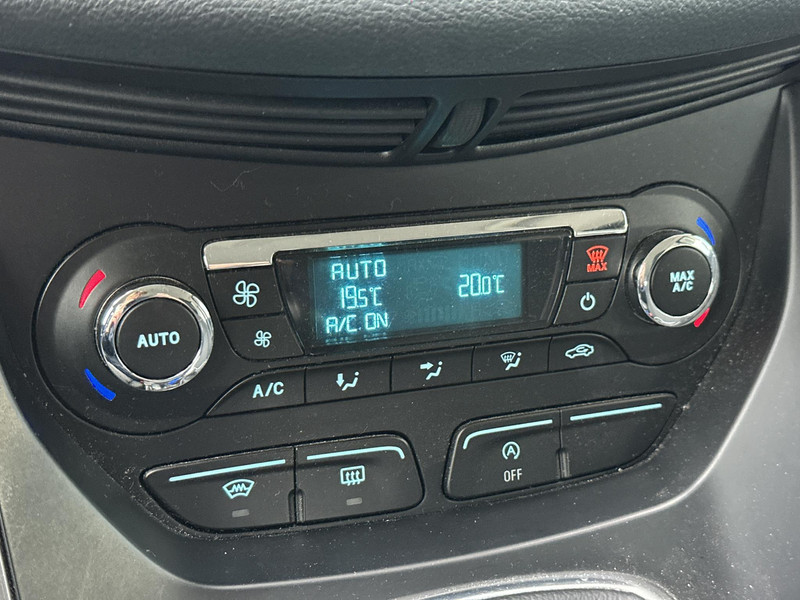 AUTO
19.5°C
20.0°C
A/C ON
MAX
AUTO
MAX
A/C
A/C
A
OFF